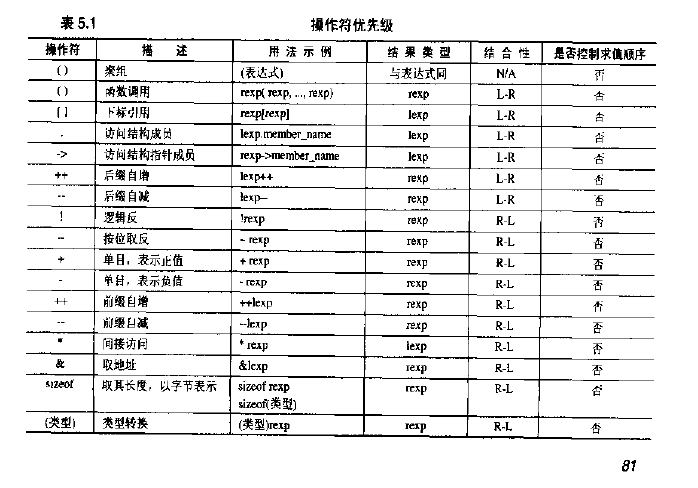 表 5.1 操作符优先级
操作符 描 述 用 法 示 例 结 果 类 型 结 合 性 是否控制求值顺序
( ) 聚组 (表达式) 与表达式同 N/A 否
( ) 函数调用 rexp( rexp, ..., rexp) rexp L-R 否
[ ] 下标引用 rexp[rexp] lexp L-R 否
. 访问结构成员 lexp.member_name lexp L-R 否
-> 访问结构指针成员 rexp->member_name lexp L-R 否
++ 后缀自增 lexp++ rexp L-R 否
-- 后缀自减 lexp-- rexp L-R 否
! 逻辑反 !rexp rexp R-L 否
~ 按位取反 ~ rexp rexp R-L 否
+ 单目，表示正值 + rexp rexp R-L 否
- 单目，表示负值 - rexp rexp R-L 否
++ 前缀自增 ++lexp rexp R-L 否
-- 前缀自减 --lexp rexp R-L 否
* 间接访问 * rexp lexp R-L 否
& 取地址 &lexp rexp R-L 否
sizeof 取其长度，以字节表示 sizeof rexp rexp R-L 否
sizeof(类型)
(类型) 类型转换 (类型)rexp rexp R-L 否
81